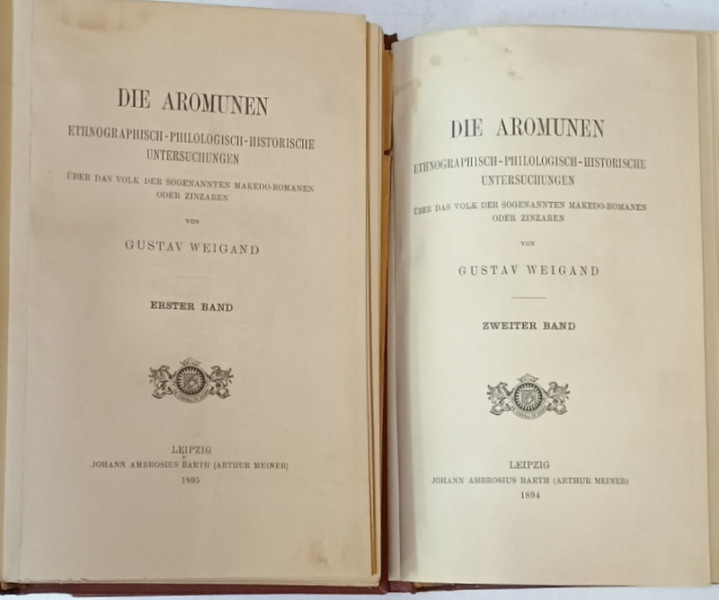 DIE AROMUNEN
ETHNOGRAPHISCH-PHILOLOGISCH-HISTORISCHE
UNTERSUCHUNGEN
ÜBER DAS VOLK DER SOGENANNTEN MAKEDO-ROMANEN
ODER ZINZAREN
VON
GUSTAV WEIGAND
ERSTER BAND
LEIPZIG
JOHANN AMBROSIUS BARTH (ARTHUR MEINER)
1895
DIE AROMUNEN
ETHNOGRAPHISCH-PHILOLOGISCH-HISTORISCHE
UNTERSUCHUNGEN
ÜBER DAS VOLK DER SOGENANNTEN MAKEDO-ROMANEN
ODER ZINZAREN
VON
GUSTAV WEIGAND
ZWEITER BAND
LEIPZIG
JOHANN AMBROSIUS BARTH (ARTHUR MEINER)
1894